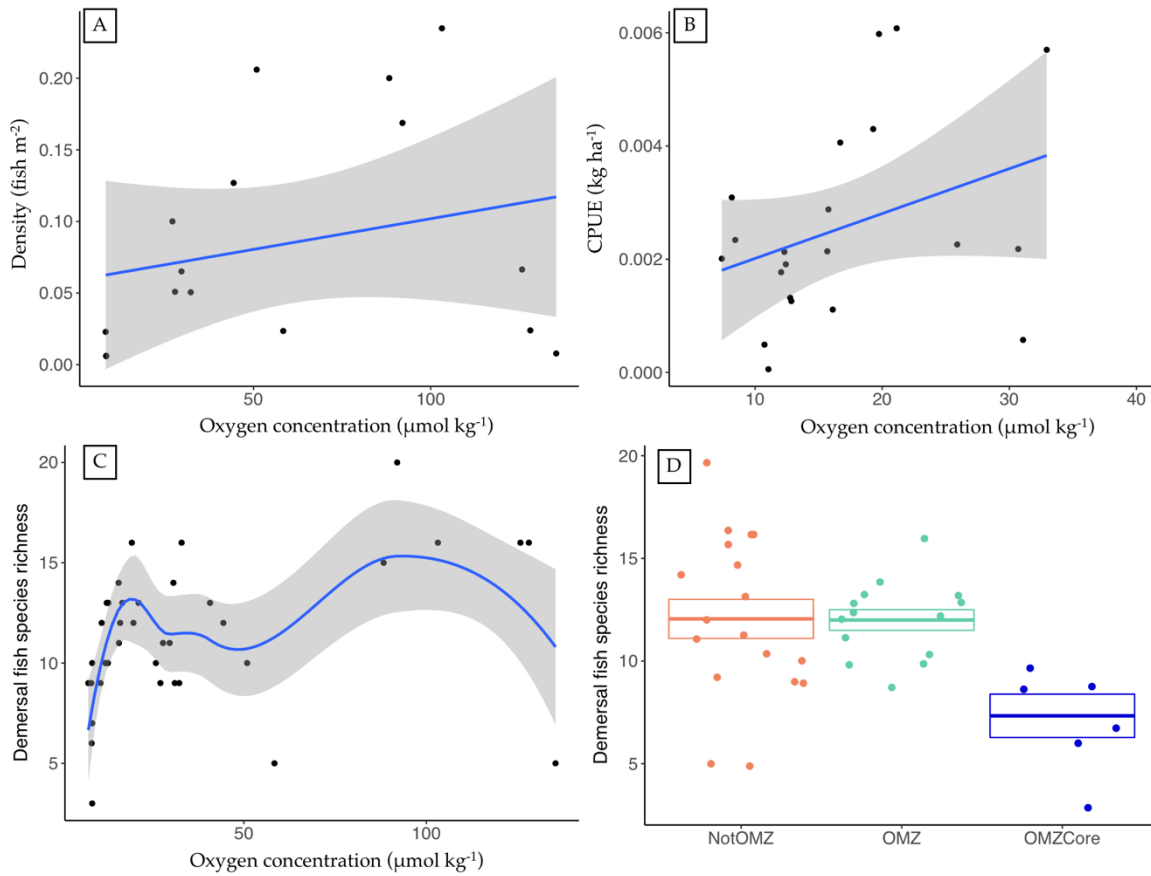 A
Density (fish m⁻²)
0.20
0.15
0.10
0.05
0.00
50
100
Oxygen concentration (µmol kg⁻¹)
B
CPUE (kg ha⁻¹)
0.006
0.004
0.002
0.000
10
20
30
40
Oxygen concentration (µmol kg⁻¹)
C
Demersal fish species richness
20
15
10
5
50
100
Oxygen concentration (µmol kg⁻¹)
D
Demersal fish species richness
20
15
10
5
NotOMZ
OMZ
OMZCore